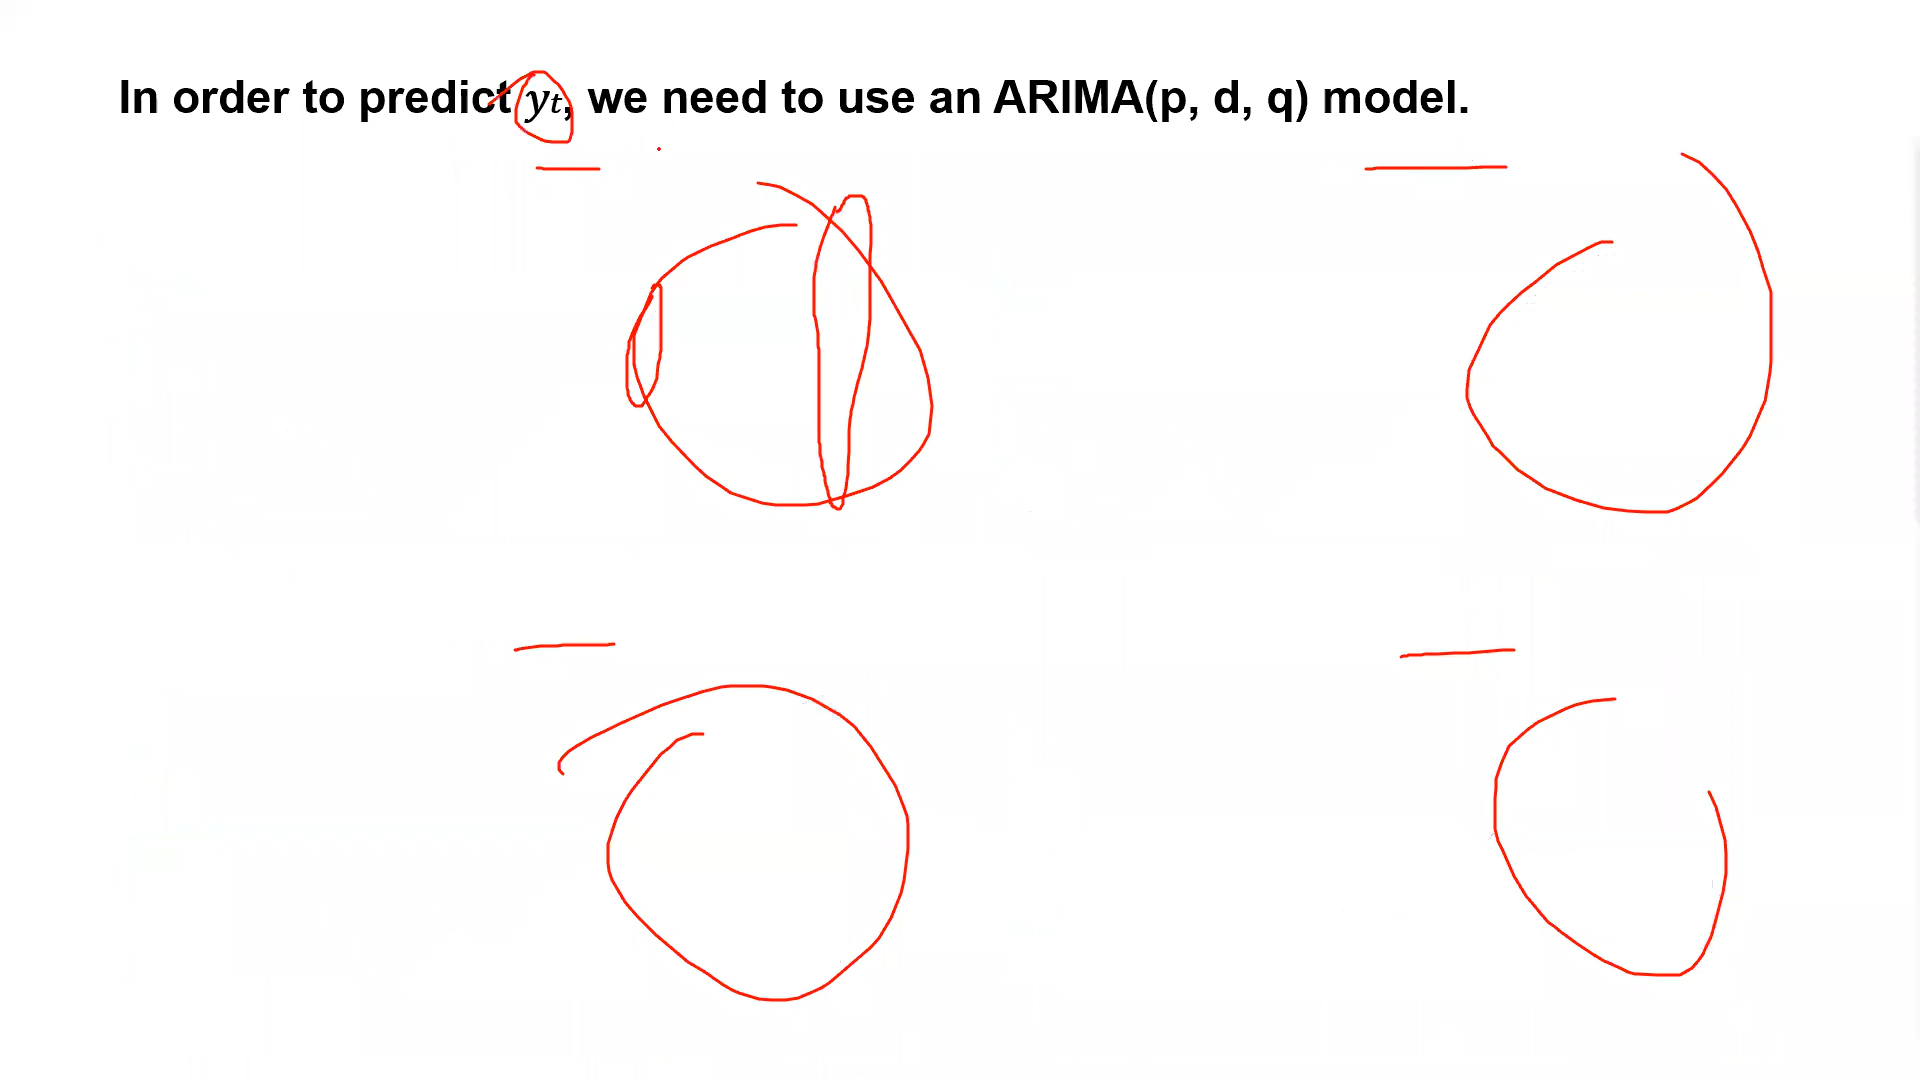 In order to predict yt, we need to use an ARIMA(p, d, q) model.